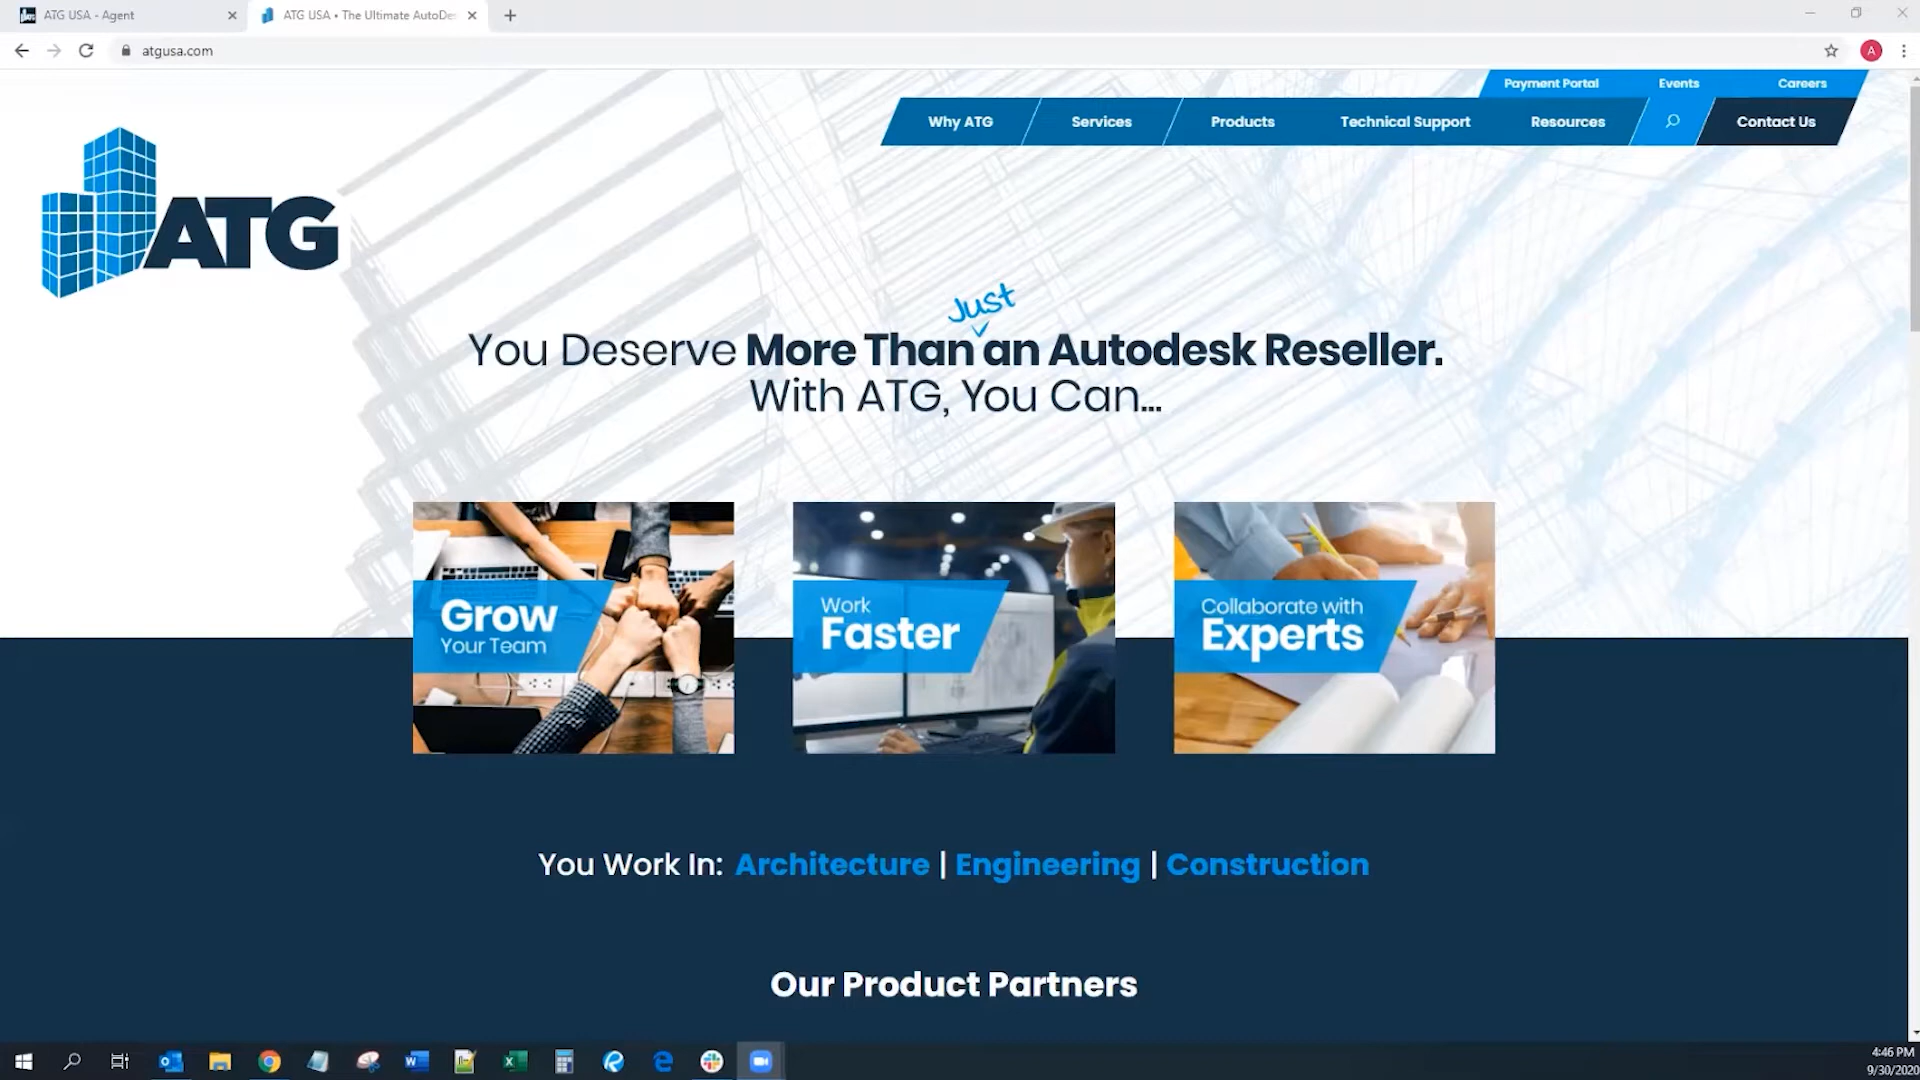 ATG USA - Agent
ATG USA • The Ultimate AutoDes
atgusa.com
A
Payment Portal
Events
Careers
Why ATG
Services
Products
Technical Support
Resources
Contact Us
ATG
Just
You Deserve More Than an Autodesk Reseller.
With ATG, You Can...
Grow
Your Team
Work
Faster
Collaborate with
Experts
You Work In: Architecture | Engineering | Construction
Our Product Partners
4:46 PM
9/30/2020